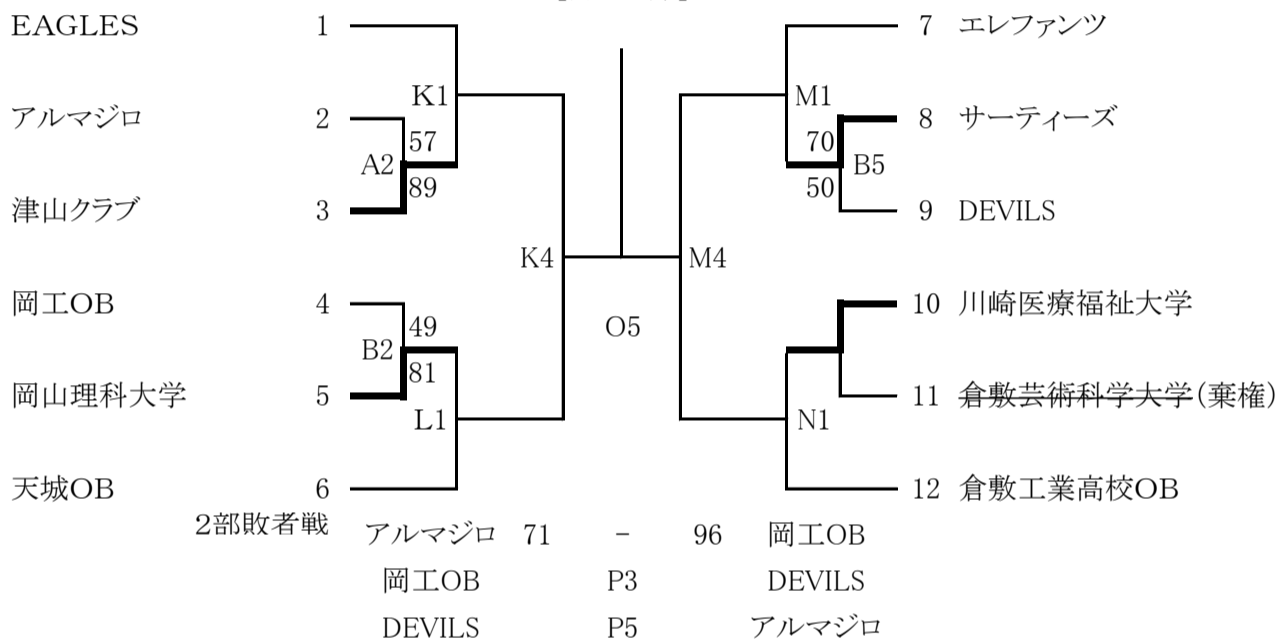 EAGLES 1 7 エレファンツ
K1 M1
アルマジロ 2 8 サーティーズ
57 70
A2 B5
89 50
津山クラブ 3 9 DEVILS
K4 M4
岡工OB 4 10 川崎医療福祉大学
49 O5
B2
81
岡山理科大学 5 11 倉敷芸術科学大学(棄権)
L1 N1
天城OB 6 12 倉敷工業高校OB
2部敗者戦 アルマジロ 71 － 96 岡工OB
岡工OB P3 DEVILS
DEVILS P5 アルマジロ